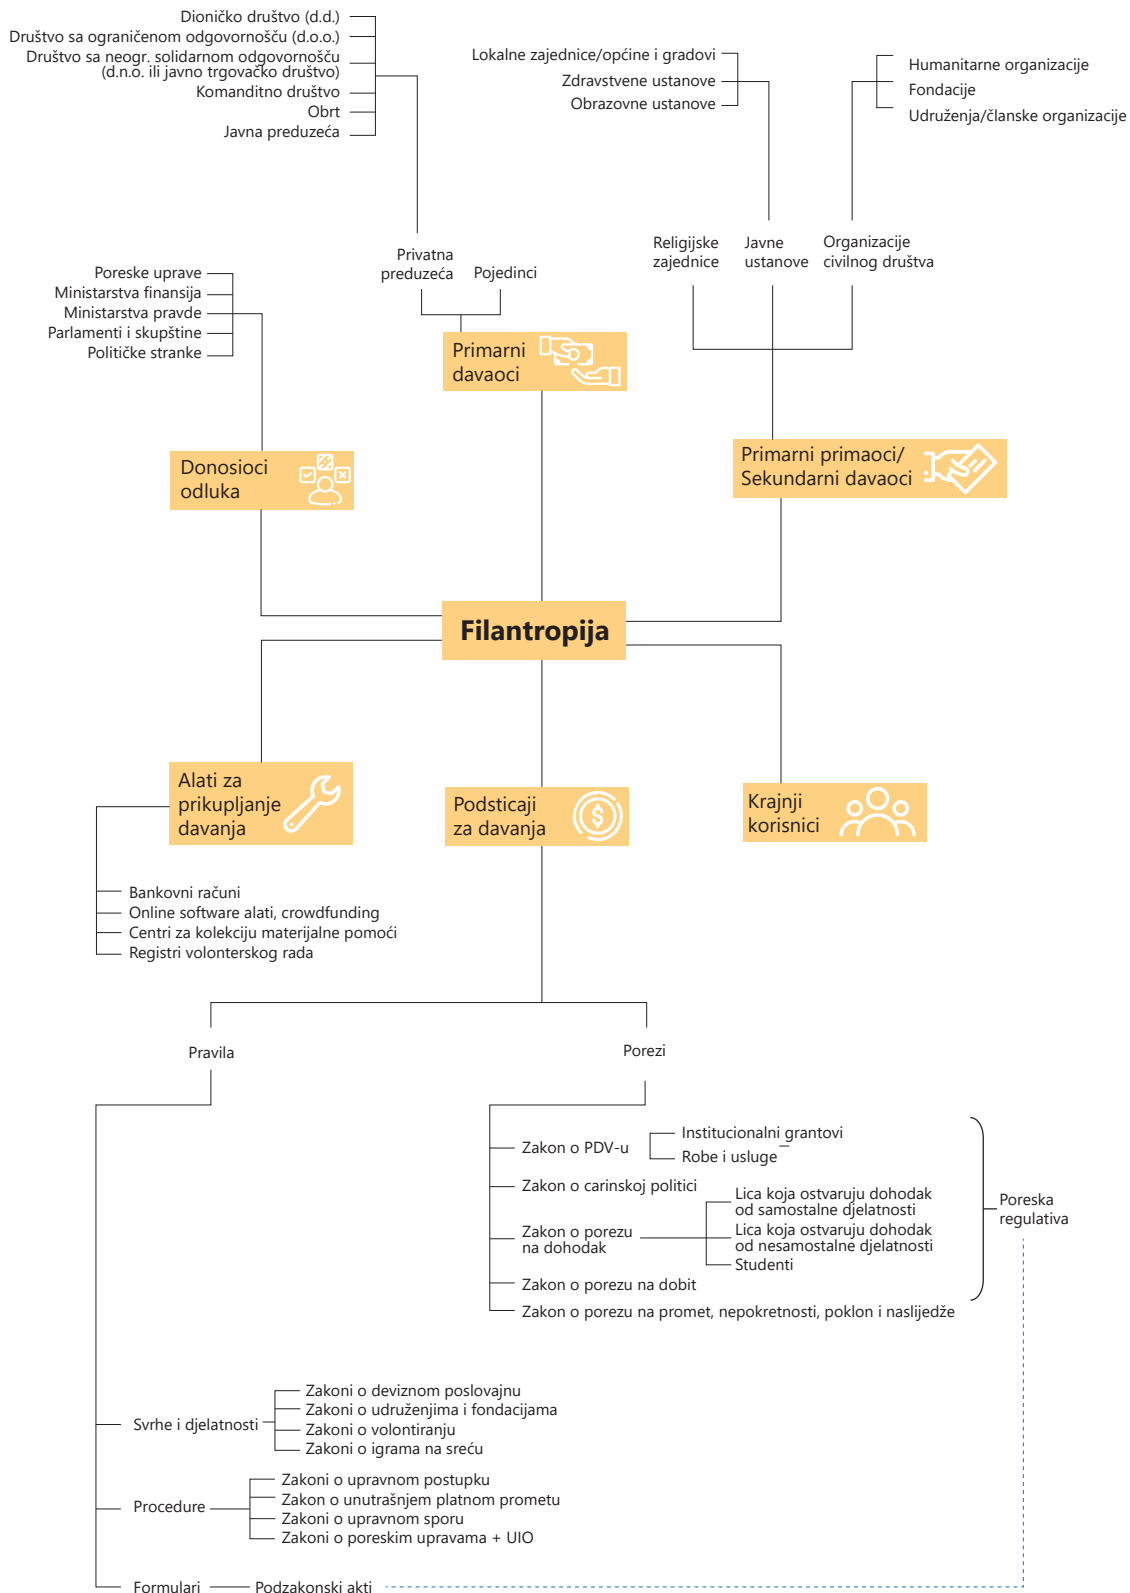 Dioničko društvo (d.d.)
Društvo sa ograničenom odgovornošču (d.o.o.)
Društvo sa neogr. solidarnom odgovornošču
(d.n.o. ili javno trgovačko društvo)
Komanditno društvo
Obrt
Javna preduzeća
Lokalne zajednice/općine i gradovi
Zdravstvene ustanove
Obrazovne ustanove
Humanitarne organizacije
Fondacije
Udruženja/članske organizacije
Privatna
preduzeća
Pojedinci
Religijske
zajednice
Javne
ustanove
Organizacije
civilnog društva
Poreske uprave
Ministarstva finansija
Ministarstva pravde
Parlamenti i skupštine
Političke stranke
Primarni
davaoci
Donosioci
odluka
Primarni primaoci/
Sekundarni davaoci
Filantropija
Alati za
prikupljanje
davanja
Podsticaji
za davanja
Krajnji
korisnici
Bankovni računi
Online software alati, crowdfunding
Centri za kolekciju materijalne pomoći
Registri volonterskog rada
Pravila
Porezi
Zakon o PDV-u
Institucionalni grantovi
Robe i usluge
Zakon o carinskoj politici
Zakon o porezu
na dohodak
Lica koja ostvaruju dohodak
od samostalne djelatnosti
Lica koja ostvaruju dohodak
od nesamostalne djelatnosti
Studenti
Zakon o porezu na dobit
Zakon o porezu na promet, nepokretnosti, poklon i naslijedže
Poreska
regulativa
Svrhe i djelatnosti
Zakoni o deviznom poslovajnu
Zakoni o udruženjima i fondacijama
Zakoni o volontiranju
Zakoni o igrama na sreću
Procedure
Zakoni o upravnom postupku
Zakon o unutrašnjem platnom prometu
Zakoni o upravnom sporu
Zakoni o poreskim upravama + UIO
Formulari
Podzakonski akti